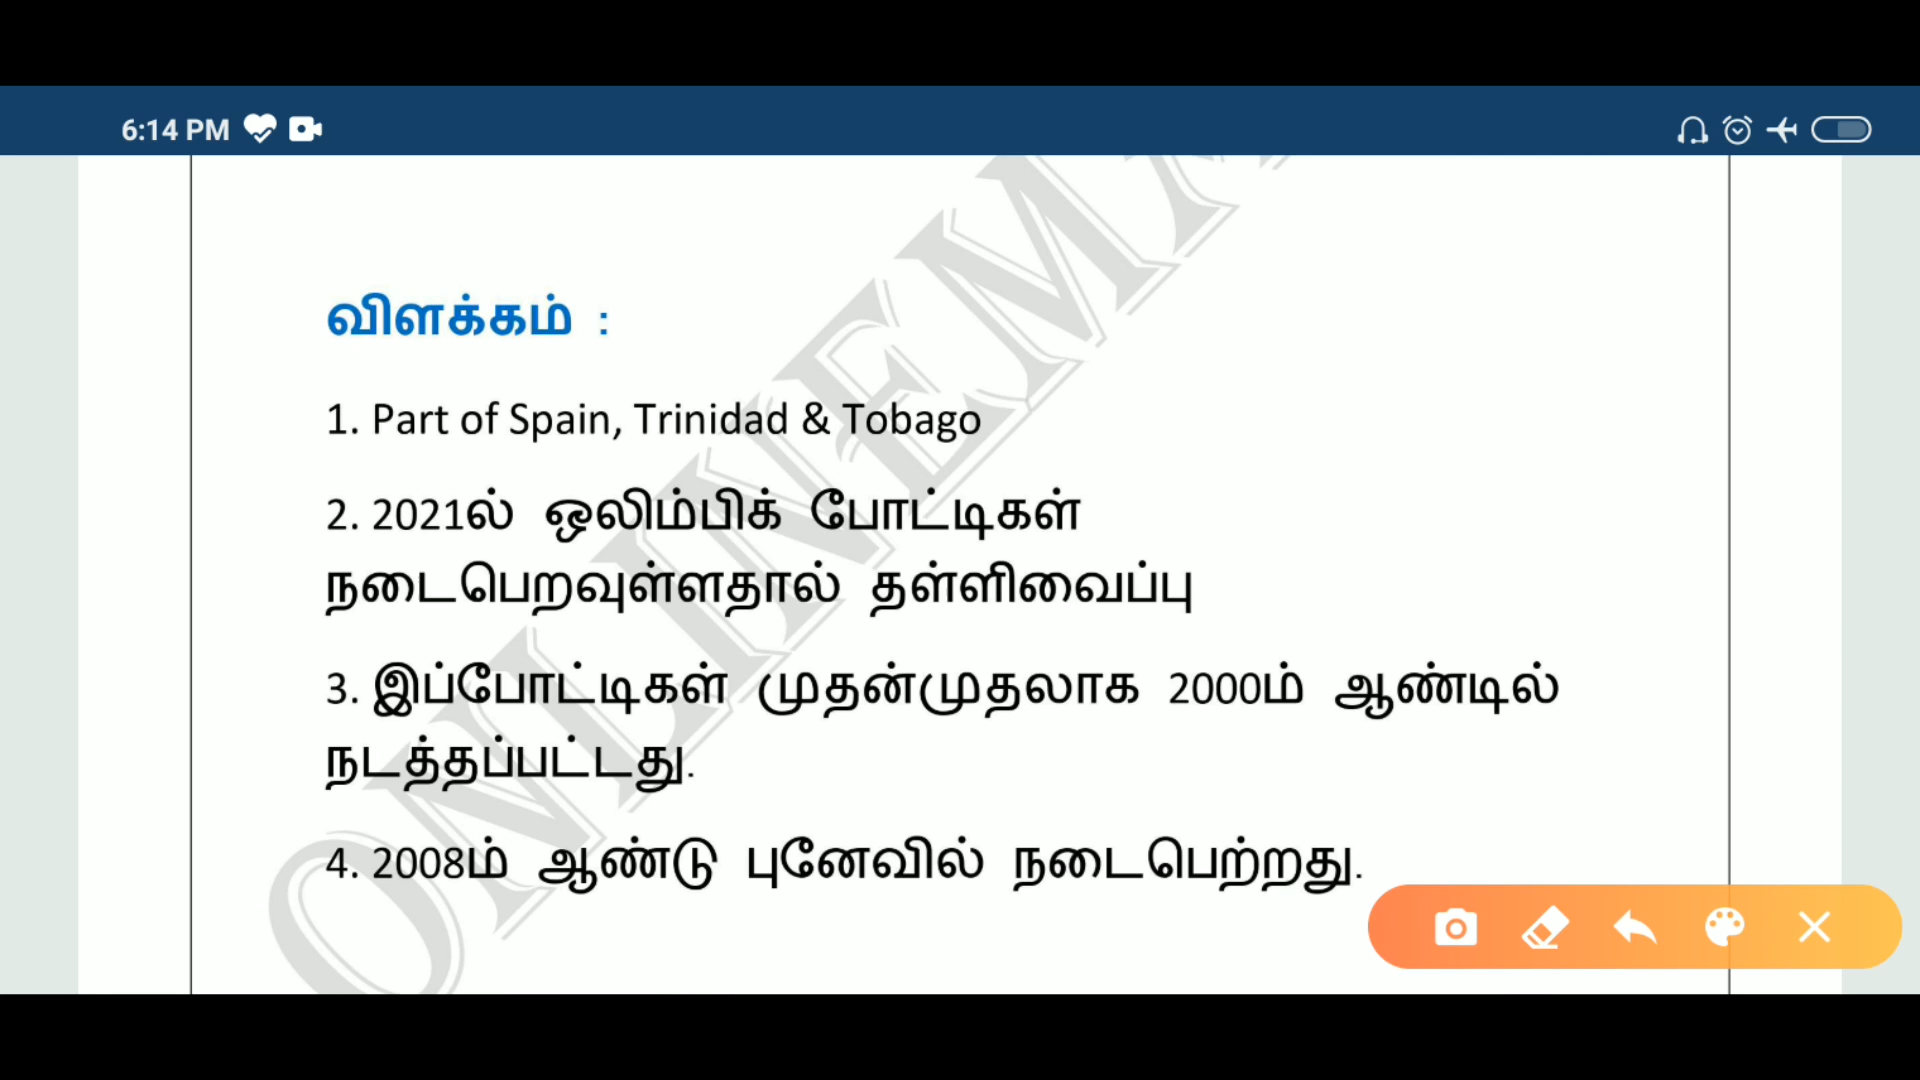 6:14 PM
விளக்கம் :
1. Part of Spain, Trinidad & Tobago
2. 2021ல் ஒலிம்பிக் போட்டிகள்
நடைபெறவுள்ளதால் தள்ளிவைப்பு
3. இப்போட்டிகள் முதன்முதலாக 2000ம் ஆண்டில்
நடத்தப்பட்டது.
4. 2008ம் ஆண்டு புனேவில் நடைபெற்றது.
ONLINEM